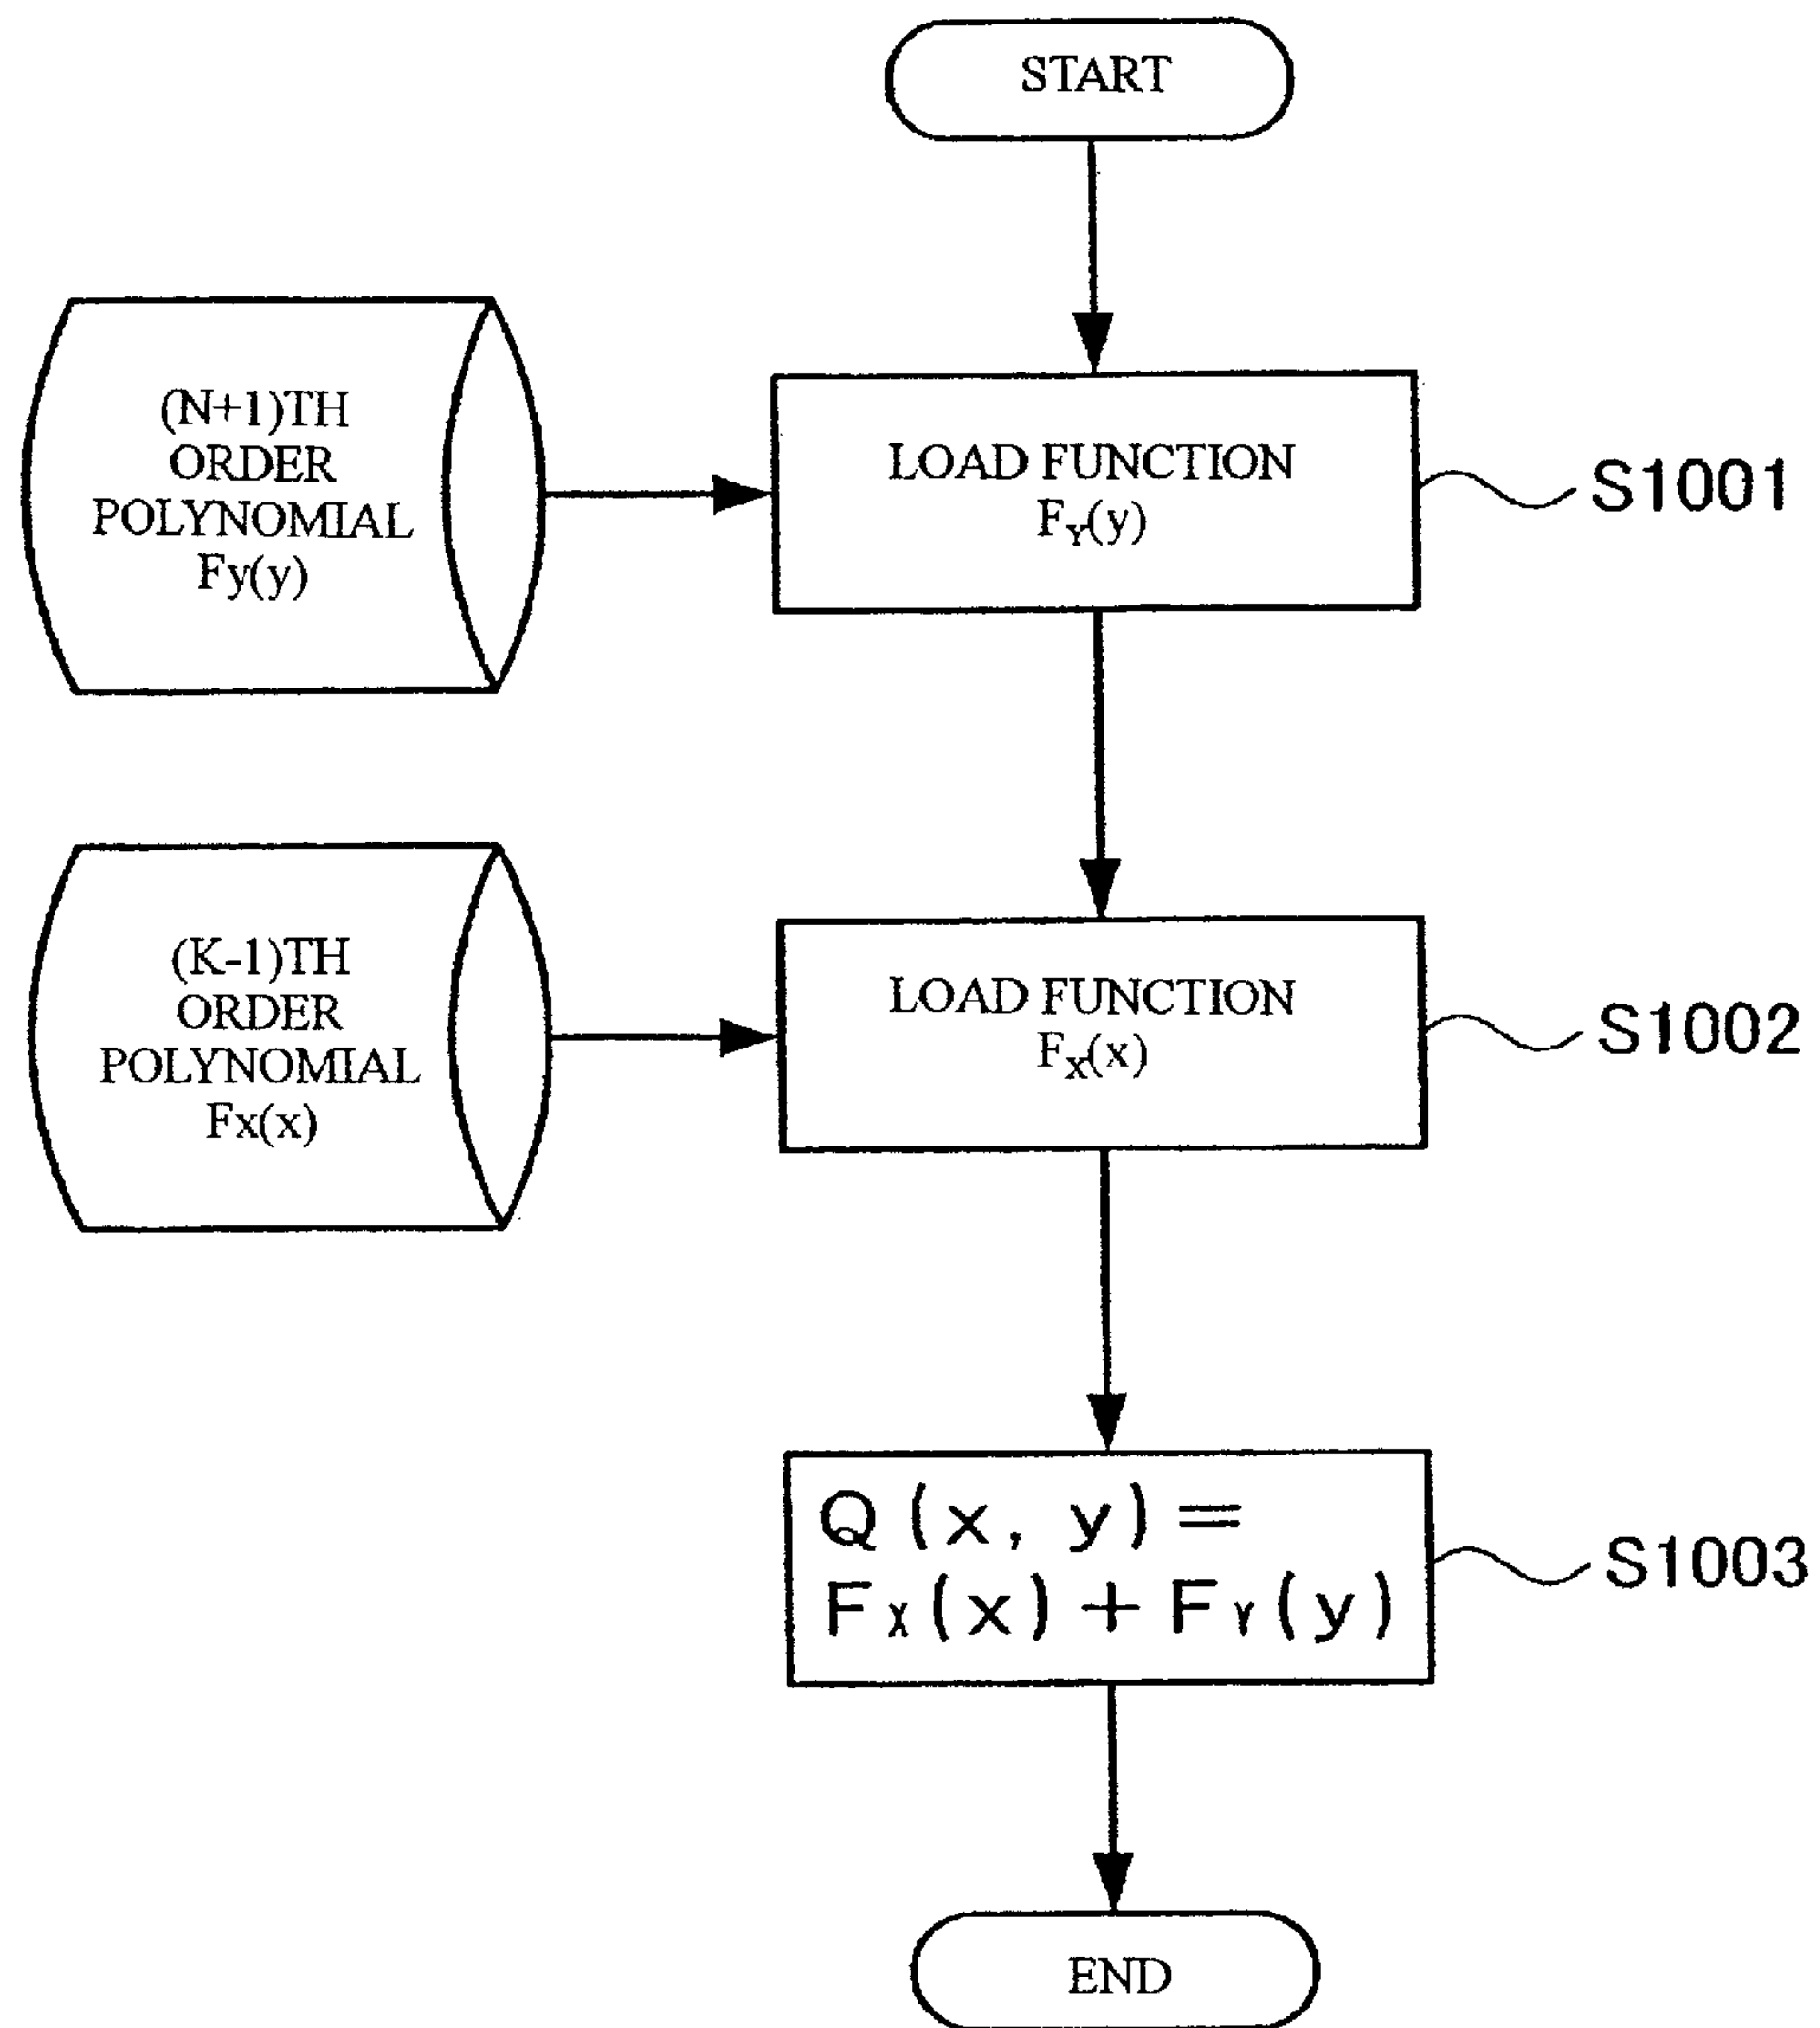 START
(N+1)TH
ORDER
POLYNOMIAL
Fy(y)
LOAD FUNCTION
FY(y)
S1001
(K-1)TH
ORDER
POLYNOMIAL
Fx(x)
LOAD FUNCTION
FX(x)
S1002
Q(x, y)=
FX(x)+FY(y)
S1003
END